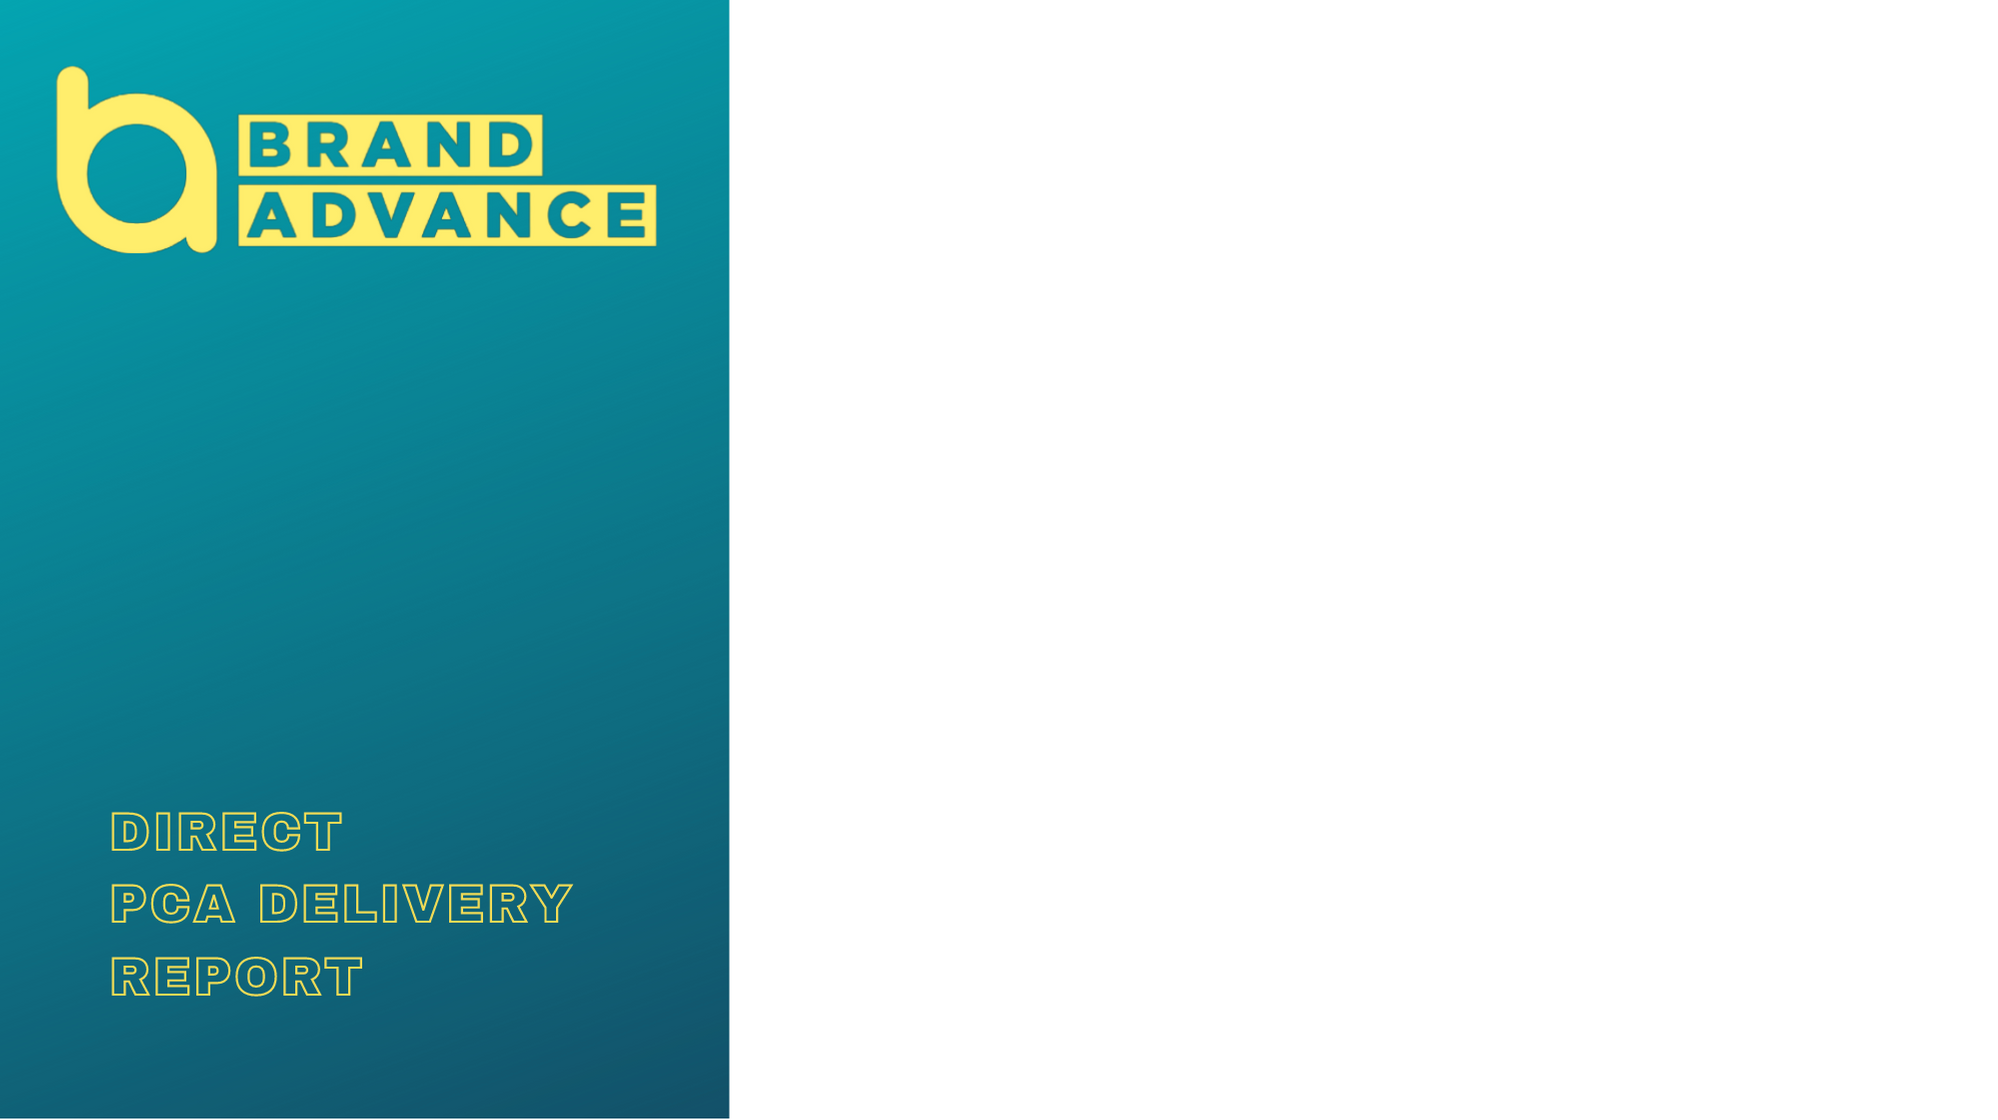 BRAND
ADVANCE
DIRECT
PCA DELIVERY
REPORT